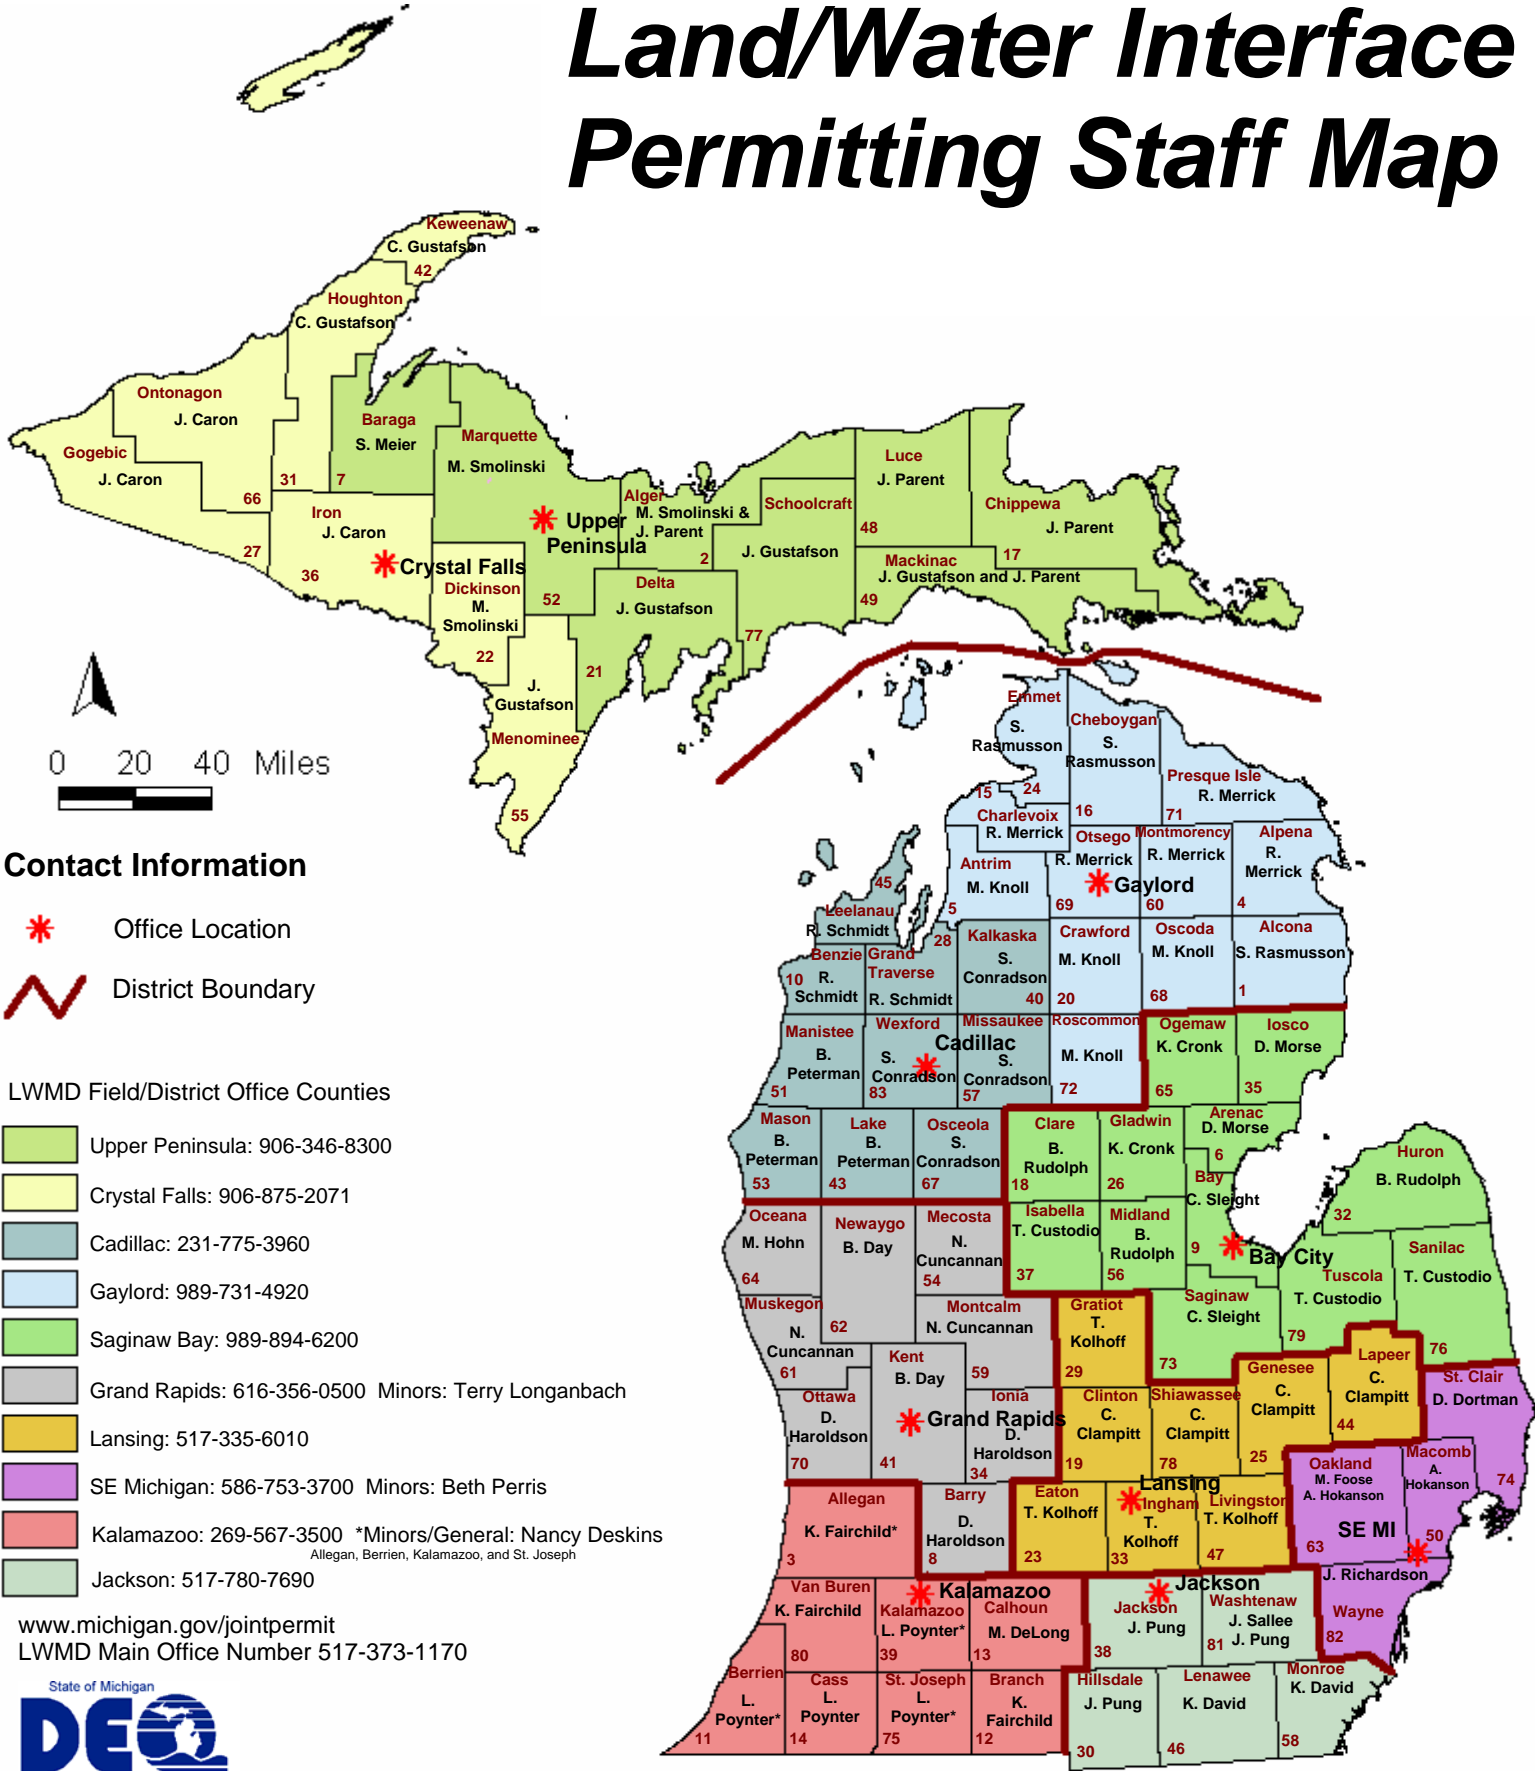 Land/Water Interface
Permitting Staff Map
Keweenaw
C. Gustafson
42
Houghton
C. Gustafson
31
Ontonagon
J. Caron
66
Gogebic
J. Caron
27
Baraga
S. Meier
7
Marquette
M. Smolinski
52
Iron
J. Caron
36
Crystal Falls
Upper
Peninsula
Alger
M. Smolinski &
J. Parent
2
Schoolcraft
J. Gustafson
77
Luce
J. Parent
48
Chippewa
J. Parent
17
Mackinac
J. Gustafson and J. Parent
49
Dickinson
M.
Smolinski
22
Delta
J. Gustafson
21
J.
Gustafson
Menominee
55
0 20 40 Miles
Emmet
S.
Rasmusson
24
Cheboygan
S.
Rasmusson
16
Presque Isle
R. Merrick
71
15
Charlevoix
R. Merrick
Antrim
M. Knoll
5
Otsego
R. Merrick
69
Gaylord
Montmorency
R. Merrick
60
Alpena
R.
Merrick
4
45
Leelanau
R. Schmidt
28
Grand
Traverse
R. Schmidt
Benzie
10
R.
Schmidt
Kalkaska
S.
Conradson
40
Crawford
M. Knoll
20
Oscoda
M. Knoll
68
Alcona
S. Rasmusson
1
Manistee
B.
Peterman
51
Wexford
S.
Conradson
83
Cadillac
Missaukee
S.
Conradson
57
Roscommon
M. Knoll
72
Ogemaw
K. Cronk
65
Iosco
D. Morse
35
Mason
B.
Peterman
53
Lake
B.
Peterman
43
Osceola
S.
Conradson
67
Clare
B.
Rudolph
18
Gladwin
K. Cronk
26
Arenac
D. Morse
6
Bay
C. Sleight
9
Bay City
Huron
B. Rudolph
32
Oceana
M. Hohn
64
Newaygo
B. Day
62
Mecosta
N.
Cuncannan
54
Isabella
T. Custodio
37
Midland
B.
Rudolph
56
Saginaw
C. Sleight
73
Tuscola
T. Custodio
79
Sanilac
T. Custodio
76
Muskegon
N.
Cuncannan
61
Montcalm
N. Cuncannan
59
Gratiot
T.
Kolhoff
29
Kent
B. Day
41
Grand Rapids
Ottawa
D.
Haroldson
70
Ionia
D.
Haroldson
34
Clinton
C.
Clampitt
19
Shiawassee
C.
Clampitt
78
Genesee
C.
Clampitt
25
Lapeer
C.
Clampitt
44
St. Clair
D. Dortman
74
Allegan
K. Fairchild*
3
Barry
D.
Haroldson
8
Eaton
T. Kolhoff
23
Lansing
Ingham
T.
Kolhoff
33
Livingston
T. Kolhoff
47
Oakland
M. Foose
A. Hokanson
63
SE MI
Macomb
A.
Hokanson
50
Van Buren
K. Fairchild
80
Kalamazoo
Kalamazoo
L. Poynter*
39
Calhoun
M. DeLong
13
Jackson
Jackson
J. Pung
38
Washtenaw
J. Sallee
J. Pung
81
J. Richardson
Wayne
82
Berrien
L.
Poynter*
11
Cass
L.
Poynter
14
St. Joseph
L.
Poynter*
75
Branch
K.
Fairchild
12
Hillsdale
J. Pung
30
Lenawee
K. David
46
Monroe
K. David
58
Contact Information
Office Location
District Boundary
LWMD Field/District Office Counties
Upper Peninsula: 906-346-8300
Crystal Falls: 906-875-2071
Cadillac: 231-775-3960
Gaylord: 989-731-4920
Saginaw Bay: 989-894-6200
Grand Rapids: 616-356-0500 Minors: Terry Longanbach
Lansing: 517-335-6010
SE Michigan: 586-753-3700 Minors: Beth Perris
Kalamazoo: 269-567-3500 *Minors/General: Nancy Deskins
Allegan, Berrien, Kalamazoo, and St. Joseph
Jackson: 517-780-7690
www.michigan.gov/jointpermit
LWMD Main Office Number 517-373-1170
State of Michigan
DEQ